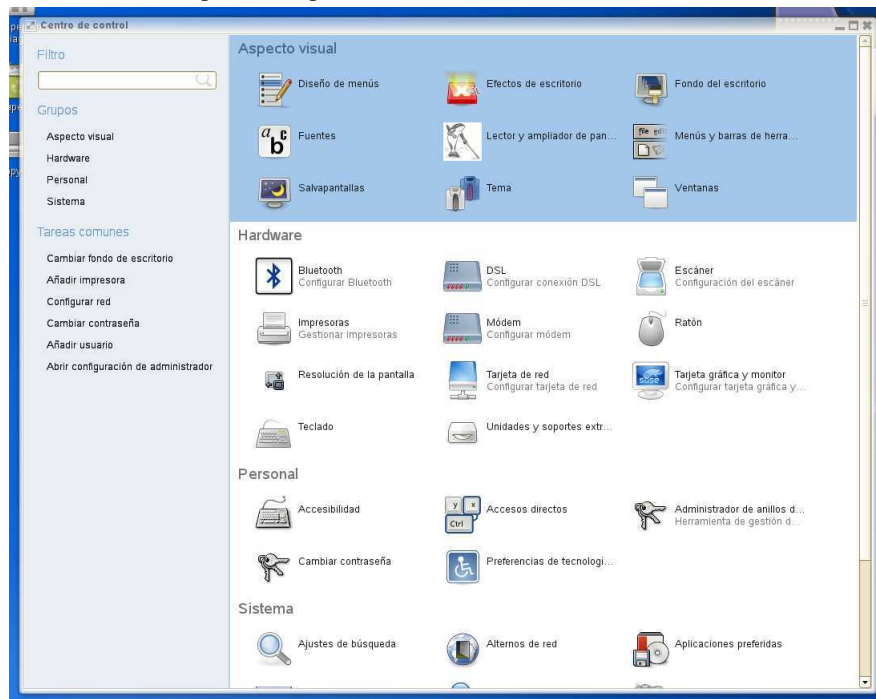 Centro de control
Filtro
Grupos
Aspecto visual
Hardware
Personal
Sistema
Tareas comunes
Cambiar fondo de escritorio
Añadir impresora
Configurar red
Cambiar contraseña
Añadir usuario
Abrir configuración de administrador
Aspecto visual
Diseño de menús
Efectos de escritorio
Fondo del escritorio
Fuentes
Lector y ampliador de pan...
Menús y barras de herra...
Salvapantallas
Tema
Ventanas
Hardware
Bluetooth
Configurar Bluetooth
DSL
Configurar conexión DSL
Escáner
Configuración del escáner
Impresoras
Gestionar impresoras
Módem
Configurar módem
Ratón
Resolución de la pantalla
Tarjeta de red
Configurar tarjeta de red
Tarjeta gráfica y monitor
Configurar tarjeta gráfica y...
Teclado
Unidades y soportes extr...
Personal
Accesibilidad
Accesos directos
Administrador de anillos d...
Herramienta de gestión d...
Cambiar contraseña
Preferencias de tecnologi...
Sistema
Ajustes de búsqueda
Alternos de red
Aplicaciones preferidas